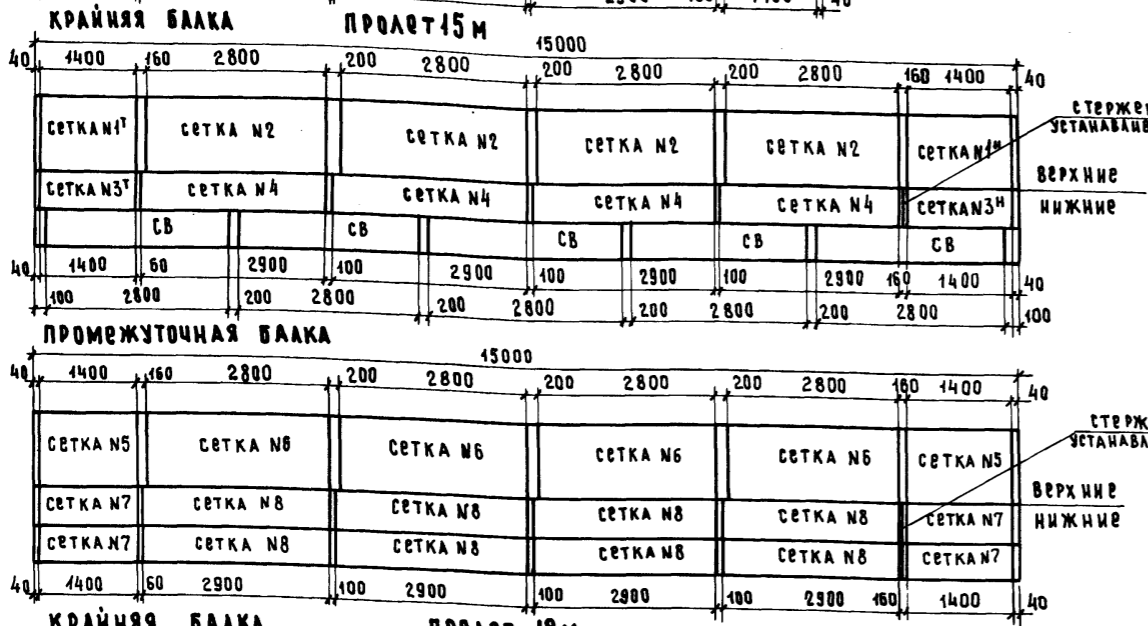 40
КРАЙНЯЯ БАЛКА ПРОЛЕТ 15 М
15000
40 1400 160 2800 200 2800 200 2800 200 2800 160 1400 40
СЕТКА N1т СЕТКА N2 СЕТКА N2 СЕТКА N2 СЕТКА N2 СЕТКА N1н
СЕТКА N3т СЕТКА N4 СЕТКА N4 СЕТКА N4 СЕТКА N4 СЕТКА N3н
ВЕРХНИЕ
НИЖНИЕ
СВ СВ СВ СВ СВ
40 1400 60 2900 100 2900 100 2900 100 2900 160 1400 40
100 2800 200 2800 200 2800 200 2800 200 2800 100
ПРОМЕЖУТОЧНАЯ БАЛКА
15000
40 1400 160 2800 200 2800 200 2800 200 2800 160 1400 40
СЕТКА N5 СЕТКА N6 СЕТКА N6 СЕТКА N6 СЕТКА N6 СЕТКА N5
СЕТКА N7 СЕТКА N8 СЕТКА N8 СЕТКА N8 СЕТКА N8 СЕТКА N7
ВЕРХНИЕ
НИЖНИЕ
СЕТКА N7 СЕТКА N8 СЕТКА N8 СЕТКА N8 СЕТКА N8 СЕТКА N7
40 1400 60 2900 100 2900 100 2900 100 2900 160 1400 40